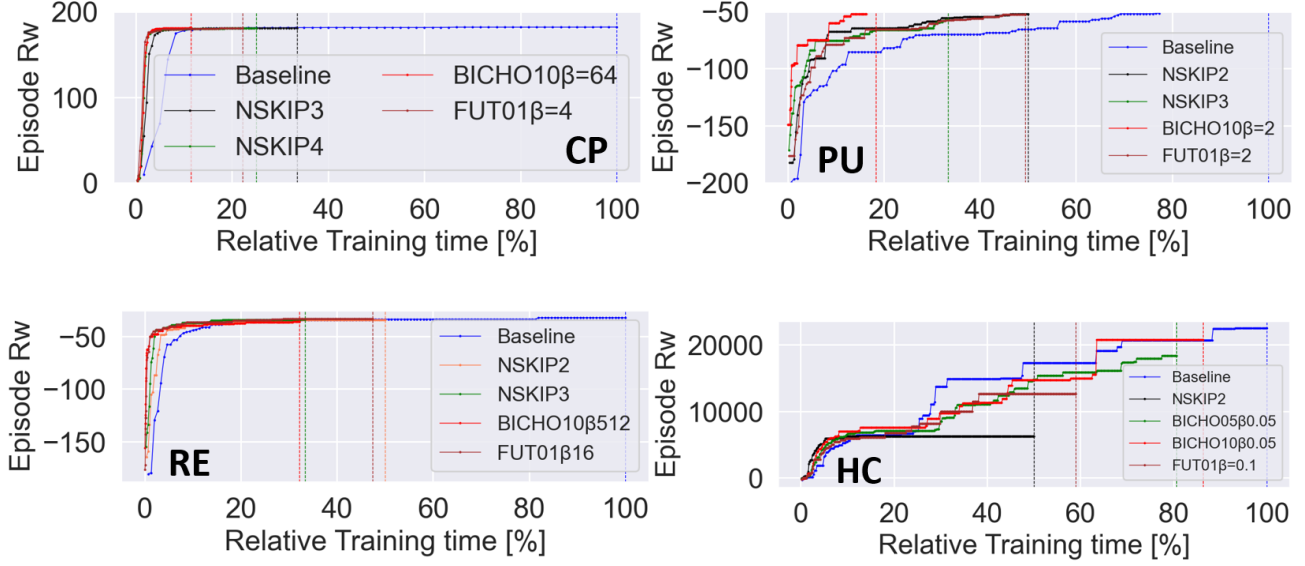 Episode Rw
200
100
0
0 20 40 60 80 100
Relative Training time [%]
Baseline
NSKIP3
NSKIP4
BICHO10β=64
FUT01β=4
CP
Episode Rw
−50
−100
−150
−200
0 20 40 60 80 100
Relative Training time [%]
Baseline
NSKIP2
NSKIP3
BICHO10β=2
FUT01β=2
PU
Episode Rw
−50
−100
−150
0 20 40 60 80 100
Relative Training time [%]
Baseline
NSKIP2
NSKIP3
BICHO10β512
FUT01β16
RE
Episode Rw
20000
10000
0
0 20 40 60 80 100
Relative Training time [%]
Baseline
NSKIP2
BICHO05β0.05
BICHO10β0.05
FUT01β=0.1
HC